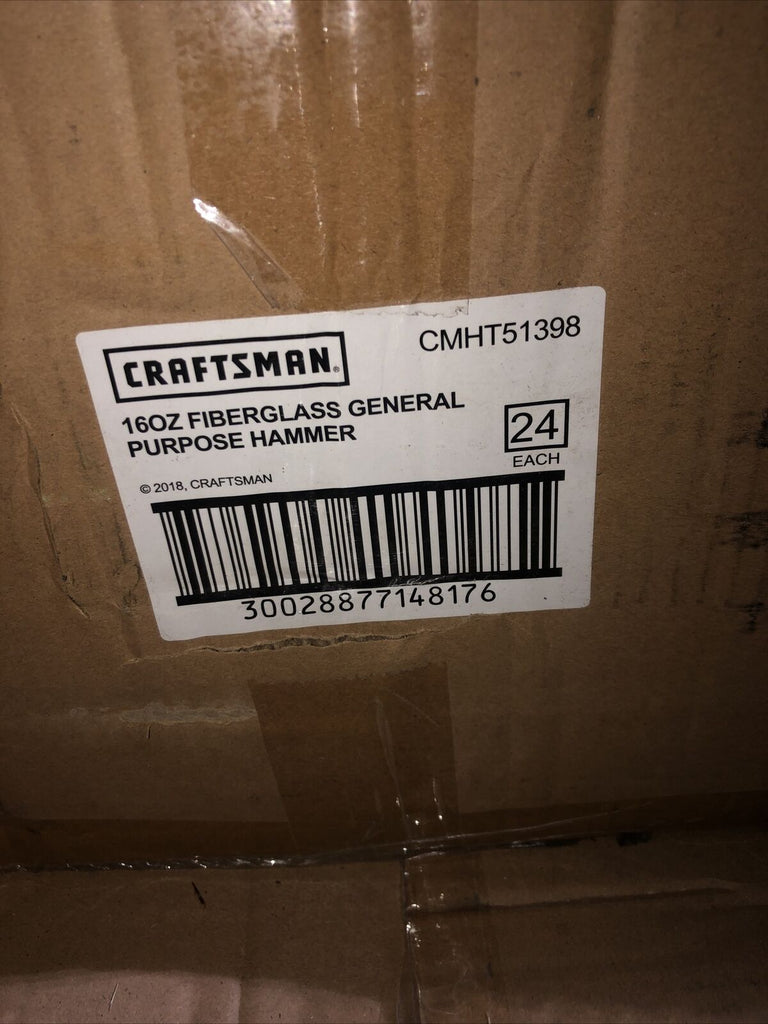 CRAFTSMAN®
CMHT51398
16OZ FIBERGLASS GENERAL
PURPOSE HAMMER
24
EACH
© 2018, CRAFTSMAN
30028877148176